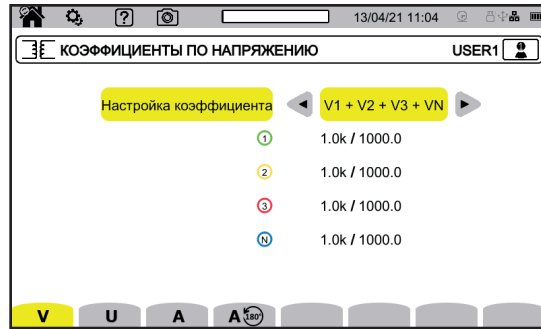 ? 13/04/21 11:04
КОЭФФИЦИЕНТЫ ПО НАПРЯЖЕНИЮ USER1
Настройка коэффициента V1 + V2 + V3 + VN
1 1.0k / 1000.0
2 1.0k / 1000.0
3 1.0k / 1000.0
N 1.0k / 1000.0
V U A A 180°